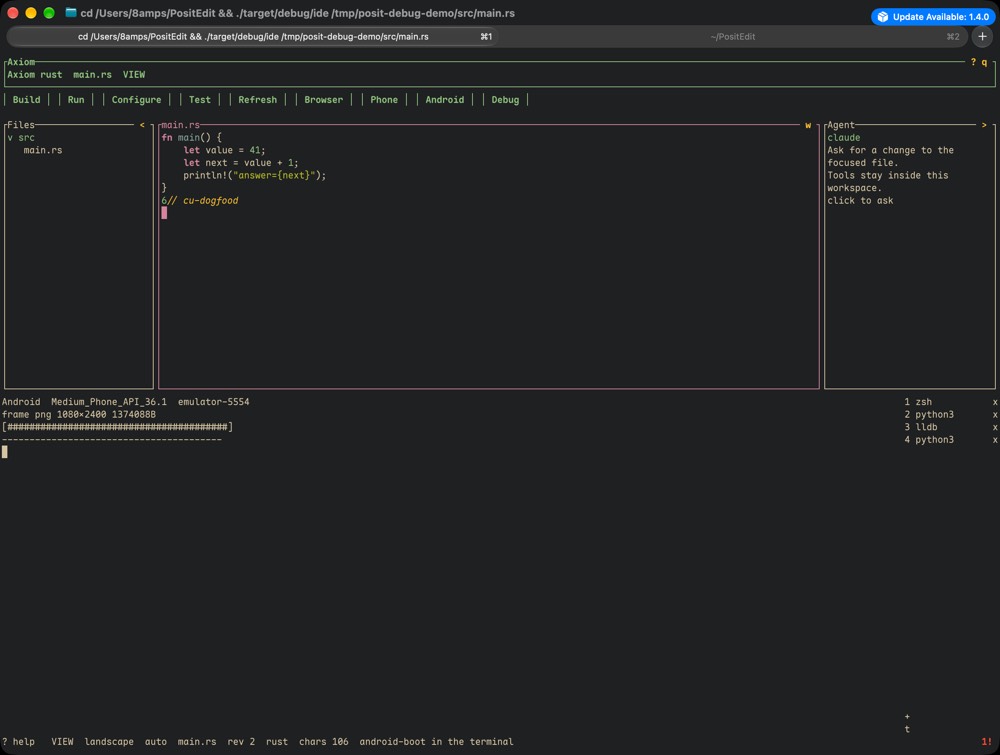 cd /Users/8amps/PositEdit && ./target/debug/ide /tmp/posit-debug-demo/src/main.rs
Update Available: 1.4.0
cd /Users/8amps/PositEdit && ./target/debug/ide /tmp/posit-debug-demo/src/main.rs ⌘1
~/PositEdit ⌘2 +
Axiom ? q
Axiom rust main.rs VIEW
| Build | | Run | | Configure | | Test | | Refresh | | Browser | | Phone | | Android | | Debug |
Files <
v src
main.rs
main.rs w
fn main() {
    let value = 41;
    let next = value + 1;
    println!("answer={next}");
}
6// cu-dogfood
Agent >
claude
Ask for a change to the
focused file.
Tools stay inside this
workspace.
click to ask
Android Medium_Phone_API_36.1 emulator-5554
frame png 1080×2400 1374088B
[########################################]
----------------------------------------
1 zsh x
2 python3 x
3 lldb x
4 python3 x
+
t
? help VIEW landscape auto main.rs rev 2 rust chars 106 android-boot in the terminal 1!